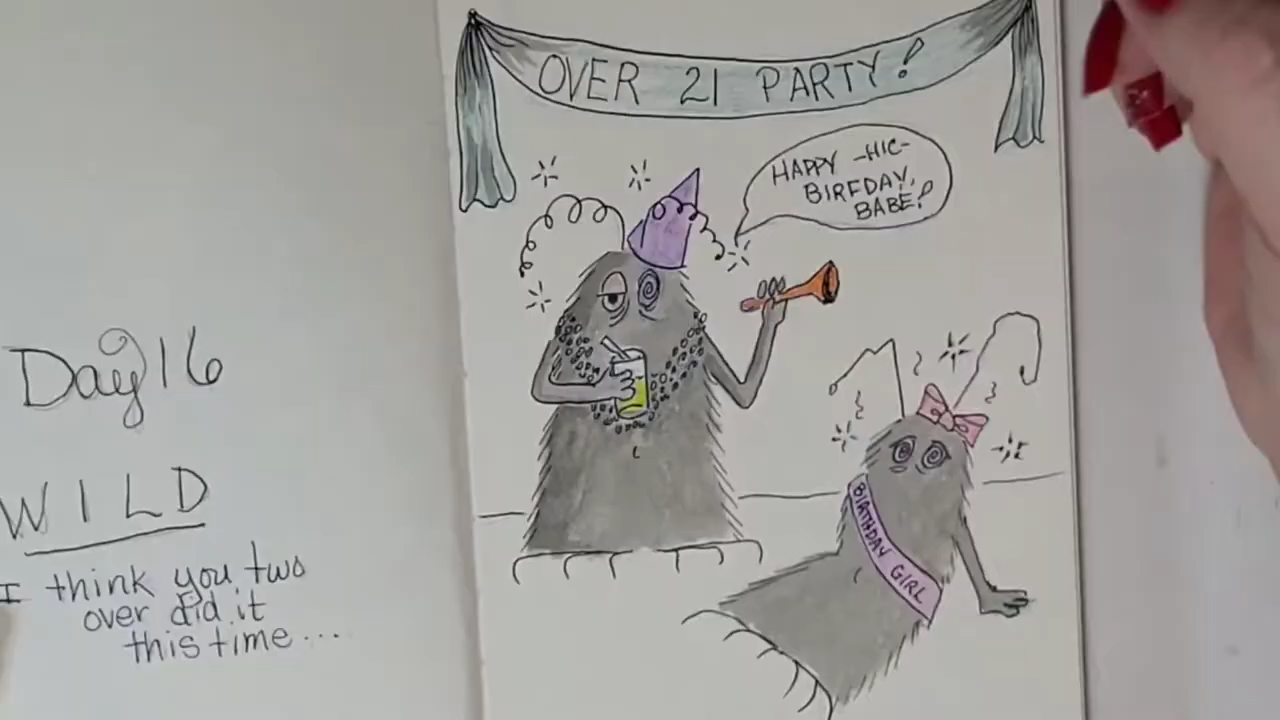 Day 16
WILD
I think you two
over did it
this time...
OVER 21 PARTY!
HAPPY -HIC-
BIRFDAY,
BABE!
BIRTHDAY GIRL